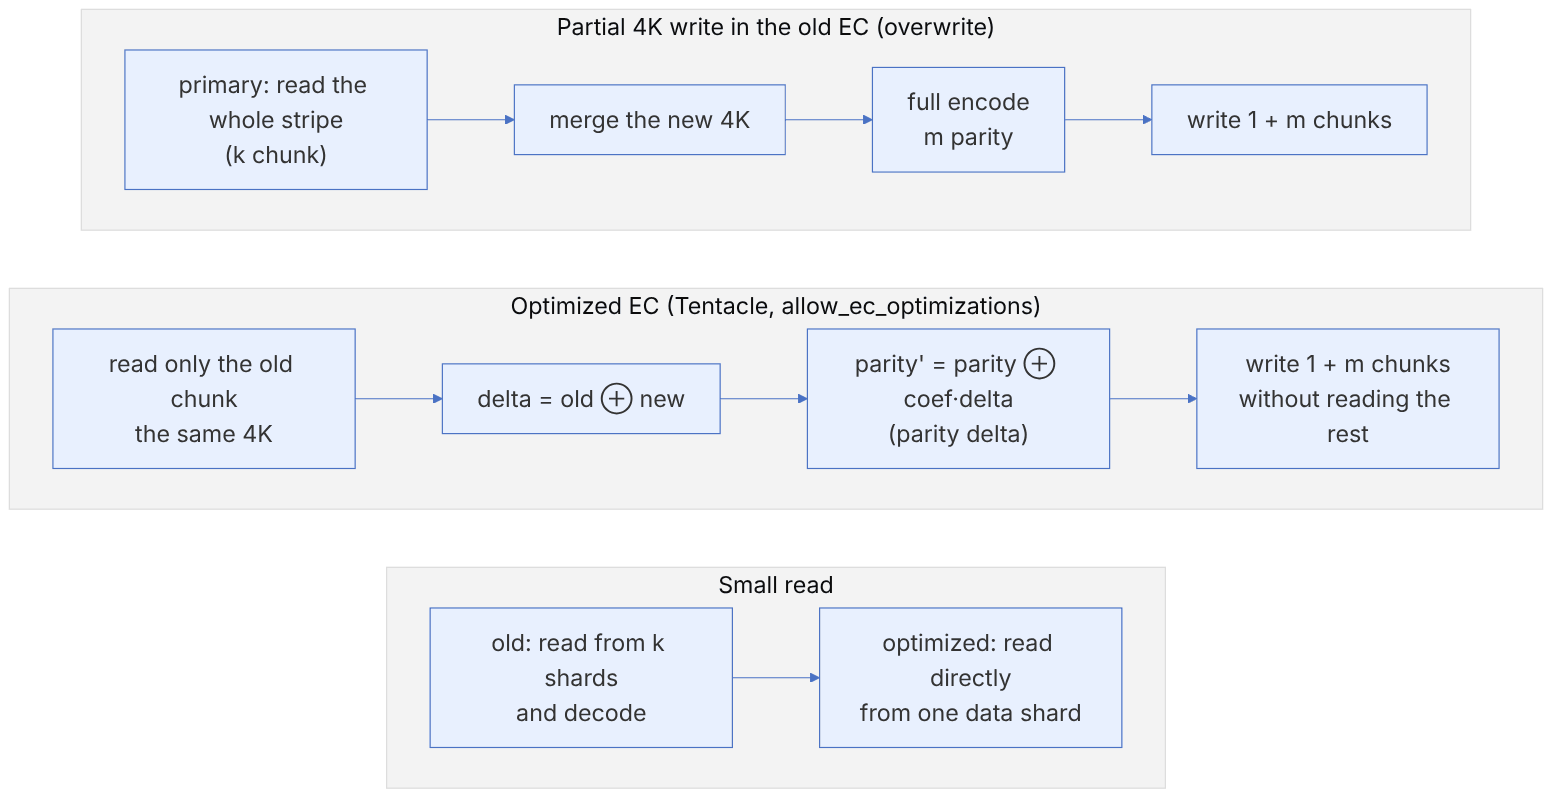 Partial 4K write in the old EC (overwrite)
primary: read the
whole stripe
(k chunk)
merge the new 4K
full encode
m parity
write 1 + m chunks
Optimized EC (Tentacle, allow_ec_optimizations)
read only the old
chunk
the same 4K
delta = old ⊕ new
parity' = parity ⊕
coef·delta
(parity delta)
write 1 + m chunks
without reading the
rest
Small read
old: read from k
shards
and decode
optimized: read
directly
from one data shard